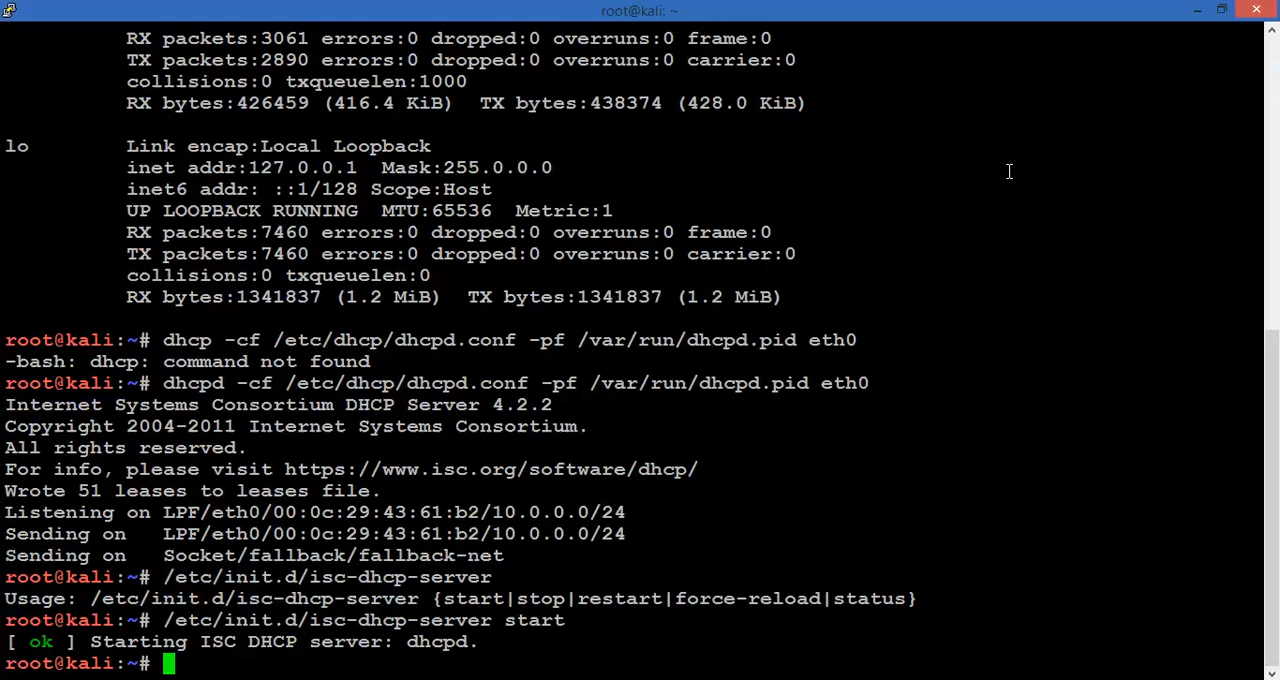 root@kali: ~
RX packets:3061 errors:0 dropped:0 overruns:0 frame:0
TX packets:2890 errors:0 dropped:0 overruns:0 carrier:0
collisions:0 txqueuelen:1000
RX bytes:426459 (416.4 KiB)  TX bytes:438374 (428.0 KiB)
lo        Link encap:Local Loopback
inet addr:127.0.0.1  Mask:255.0.0.0
inet6 addr: ::1/128 Scope:Host
UP LOOPBACK RUNNING  MTU:65536  Metric:1
RX packets:7460 errors:0 dropped:0 overruns:0 frame:0
TX packets:7460 errors:0 dropped:0 overruns:0 carrier:0
collisions:0 txqueuelen:0
RX bytes:1341837 (1.2 MiB)  TX bytes:1341837 (1.2 MiB)
root@kali:~# dhcp -cf /etc/dhcp/dhcpd.conf -pf /var/run/dhcpd.pid eth0
-bash: dhcp: command not found
root@kali:~# dhcpd -cf /etc/dhcp/dhcpd.conf -pf /var/run/dhcpd.pid eth0
Internet Systems Consortium DHCP Server 4.2.2
Copyright 2004-2011 Internet Systems Consortium.
All rights reserved.
For info, please visit https://www.isc.org/software/dhcp/
Wrote 51 leases to leases file.
Listening on LPF/eth0/00:0c:29:43:61:b2/10.0.0.0/24
Sending on   LPF/eth0/00:0c:29:43:61:b2/10.0.0.0/24
Sending on   Socket/fallback/fallback-net
root@kali:~# /etc/init.d/isc-dhcp-server
Usage: /etc/init.d/isc-dhcp-server {start|stop|restart|force-reload|status}
root@kali:~# /etc/init.d/isc-dhcp-server start
[ ok ] Starting ISC DHCP server: dhcpd.
root@kali:~#